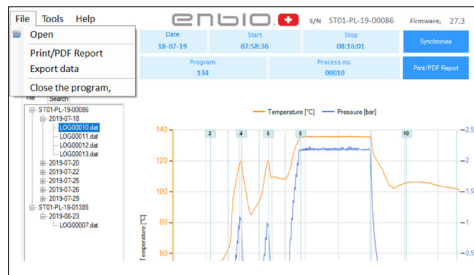 File Tools Help
enbio
S/N ST01-PL-19-00086 Firmware, 27.3
Open
Print/PDF Report
Export data
Close the program,
Date Start Stop
18-07-19 07:58:36 08:16:01
Synchronise
Program Process no.
134 00010
Print/PDF Report
Search
ST01-PL-19-00086
2019-07-18
LOG00010.dat
LOG00011.dat
LOG00012.dat
LOG00013.dat
2019-07-20
2019-07-22
2019-07-25
2019-07-26
2019-07-29
ST01-PL-19-01385
2019-08-23
LOG00007.dat
Temperature [°C] Pressure [bar]
2 4 6 8 10
140
120
100
80
60
Temperature [°C]
2,5
2
1,5
1
0,5